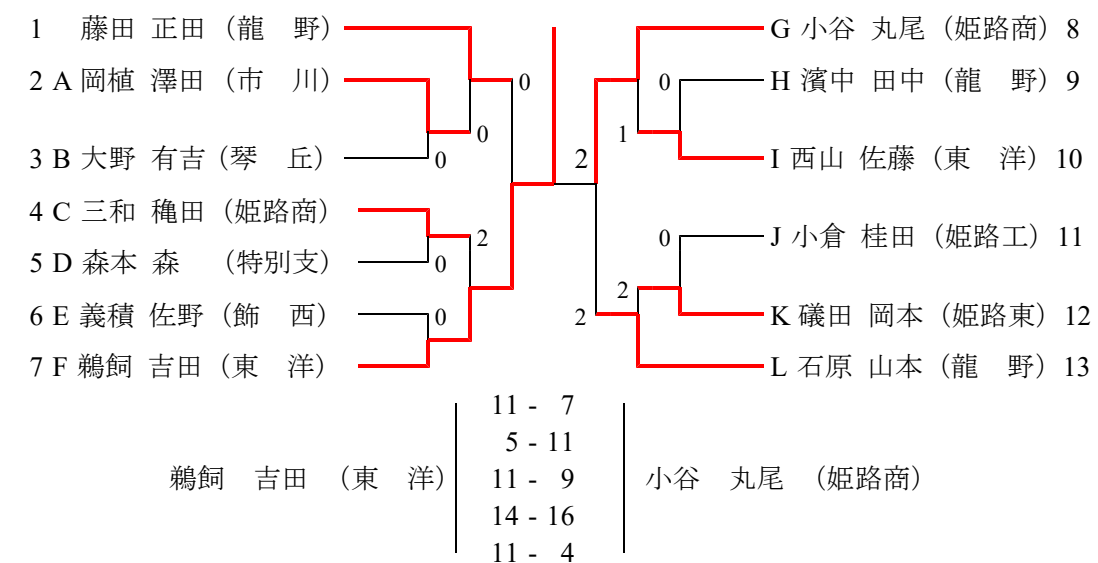 1 藤田 正田（龍 野） G 小谷 丸尾（姫路商） 8
2 A 岡植 澤田（市 川） 0 0 H 濱中 田中（龍 野） 9
0 1
3 B 大野 有吉（琴 丘） 0 2 I 西山 佐藤（東 洋） 10
4 C 三和 穐田（姫路商）
2 0 J 小倉 桂田（姫路工） 11
5 D 森本 森 （特別支） 0
2
6 E 義積 佐野（飾 西） 0 2 K 礒田 岡本（姫路東） 12
7 F 鵜飼 吉田（東 洋） L 石原 山本（龍 野） 13
11 - 7
5 - 11
鵜飼 吉田 （東 洋） 11 - 9 小谷 丸尾 （姫路商）
14 - 16
11 - 4